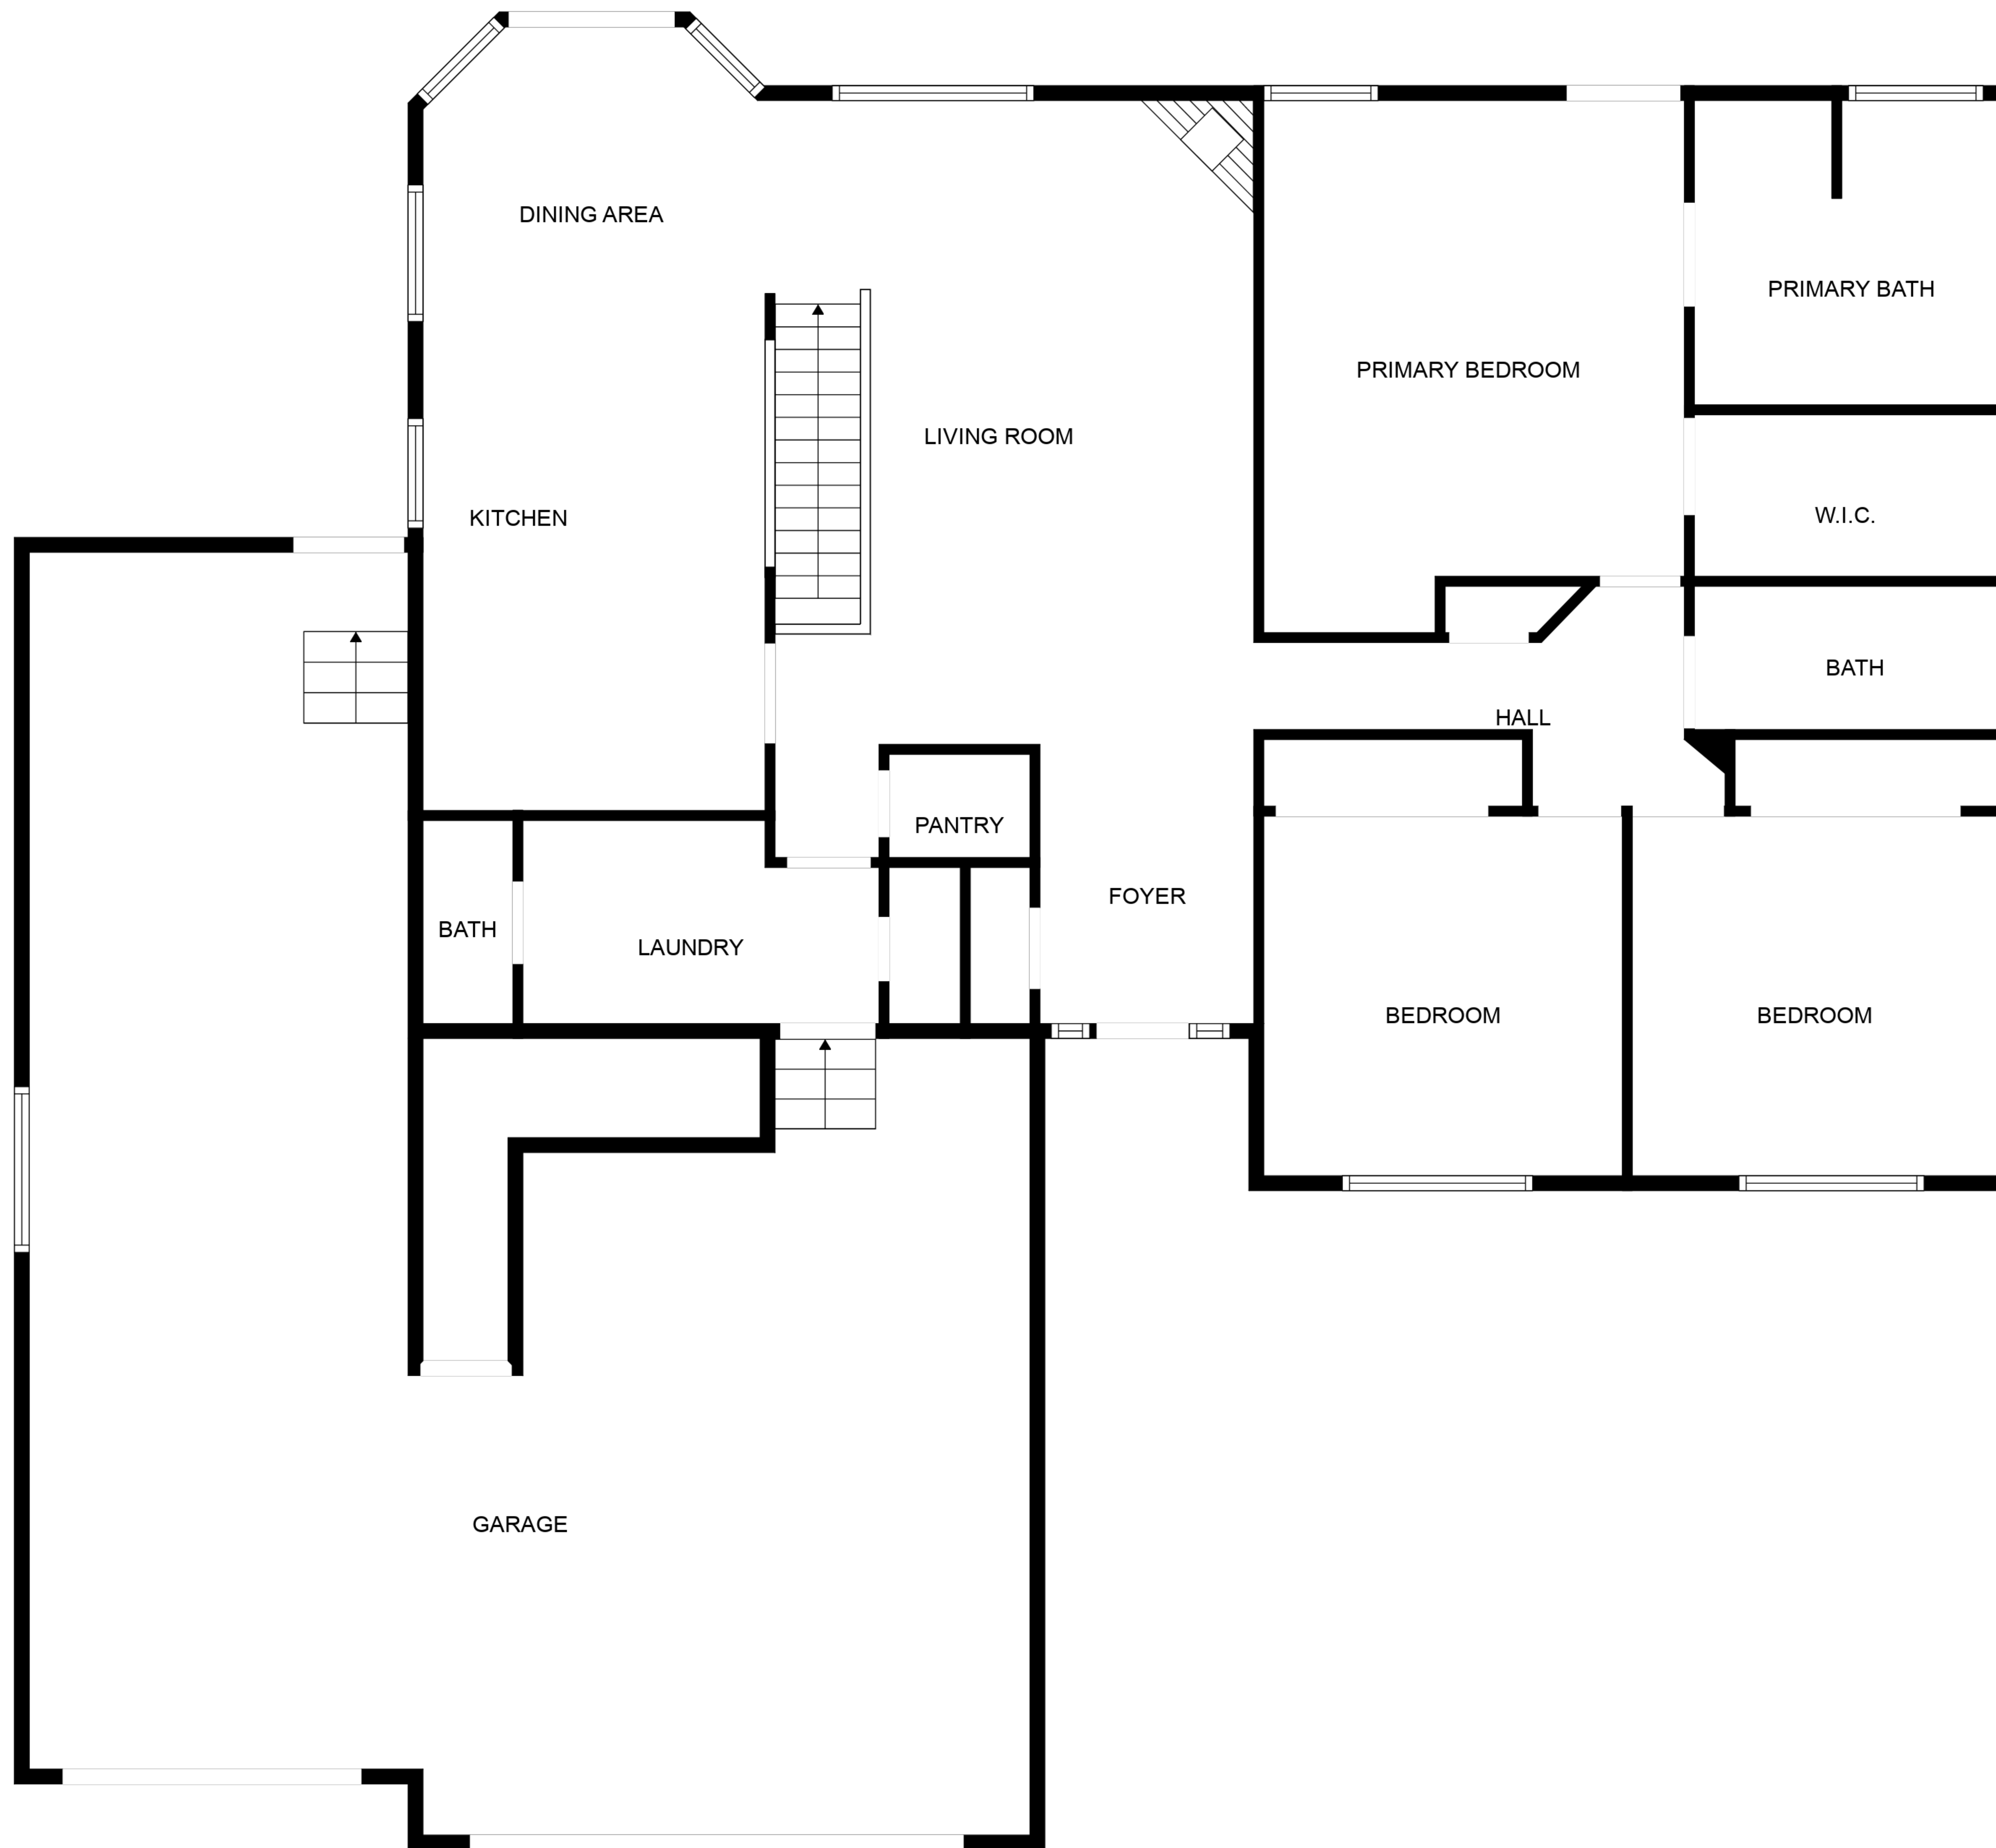 DINING AREA
PRIMARY BATH
PRIMARY BEDROOM
LIVING ROOM
KITCHEN
W.I.C.
BATH
HALL
PANTRY
FOYER
BATH
LAUNDRY
BEDROOM
BEDROOM
GARAGE